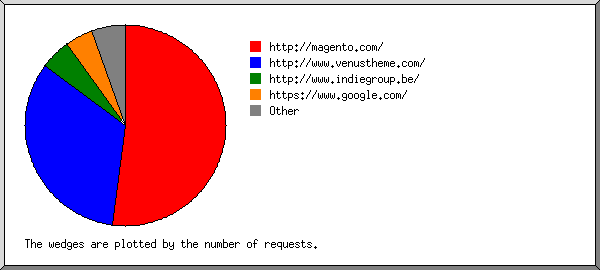 http://magento.com/
http://www.venustheme.com/
http://www.indiegroup.be/
https://www.google.com/
Other
The wedges are plotted by the number of requests.